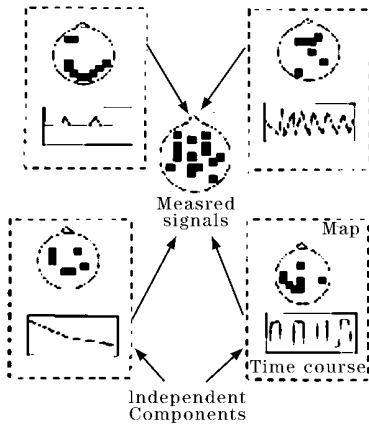 Measred
signals
Map
Time course
Independent
Components